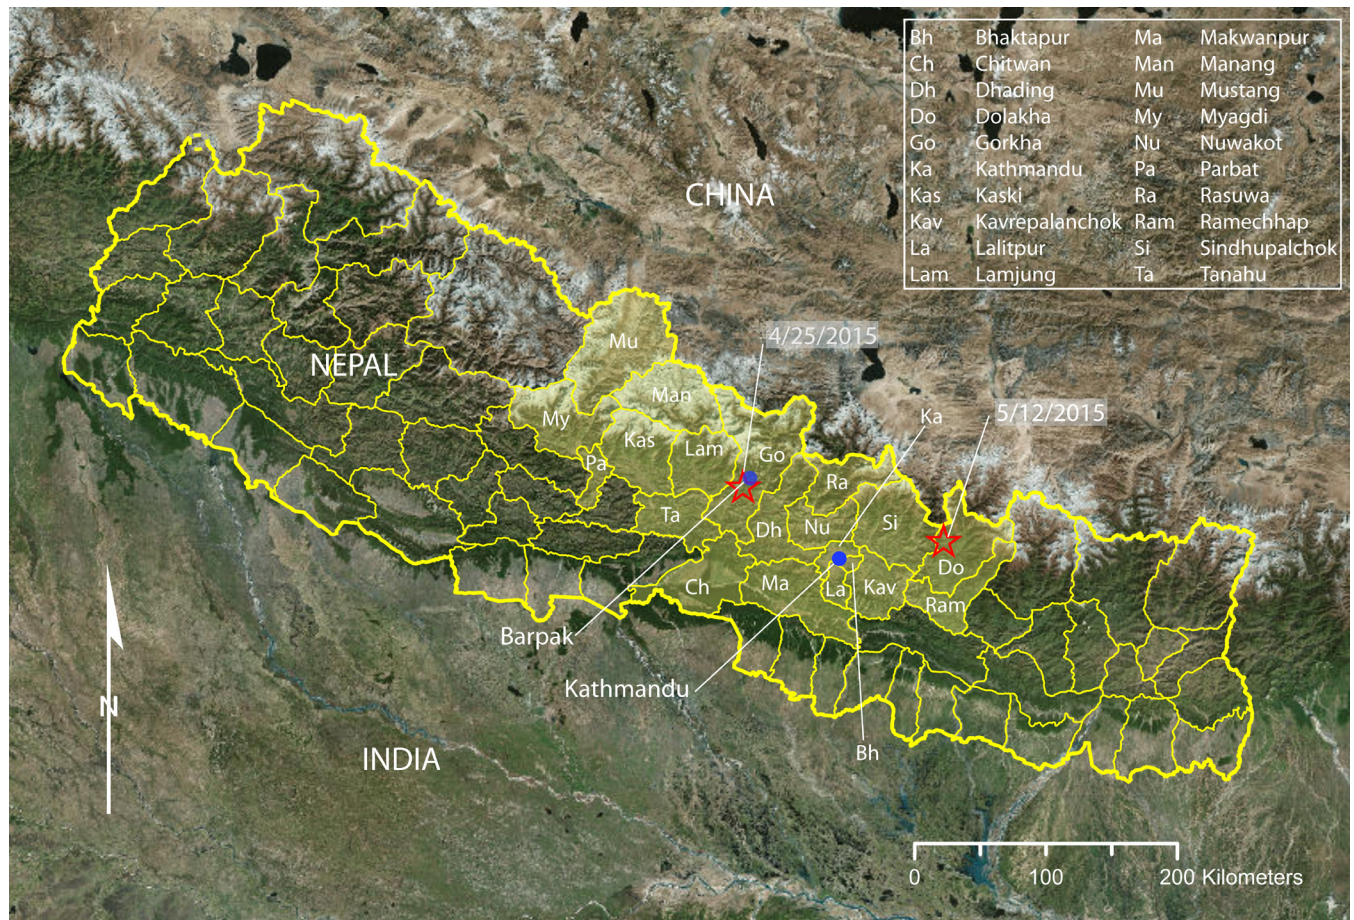 Bh Bhaktapur Ma Makwanpur
Ch Chitwan Man Manang
Dh Dhading Mu Mustang
Do Dolakha My Myagdi
Go Gorkha Nu Nuwakot
Ka Kathmandu Pa Parbat
Kas Kaski Ra Rasuwa
Kav Kavrepalanchok Ram Ramechhap
La Lalitpur Si Sindhupalchok
Lam Lamjung Ta Tanahu
CHINA
4/25/2015
Mu
NEPAL
Man
Ka
5/12/2015
My
Kas
Lam
Go
Pa
Ra
Ta
Dh
Nu
Si
Do
Ch
Ma
La
Kav
Ram
Barpak
Kathmandu
N
Bh
INDIA
0 100 200 Kilometers